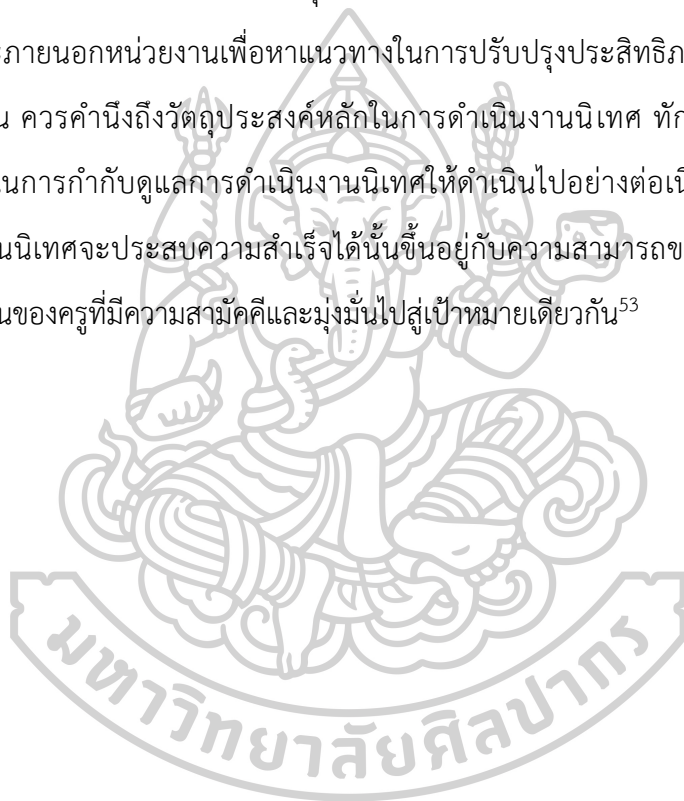 ะภายนอกหน่วยงานเพื่อหาแนวทางในการปรับปรุงประสิทธิภ
น ควรคำนึงถึงวัตถุประสงค์หลักในการดำเนินงานนิเทศ ทัก
ในการกำกับดูแลการดำเนินงานนิเทศให้ดำเนินไปอย่างต่อเนื
นนิเทศจะประสบความสำเร็จได้นั้นขึ้นอยู่กับความสามารถข
นของครูที่มีความสามัคคีและมุ่งมั่นไปสู่เป้าหมายเดียวกัน53
มหาวิทยาลัยศิลปากร